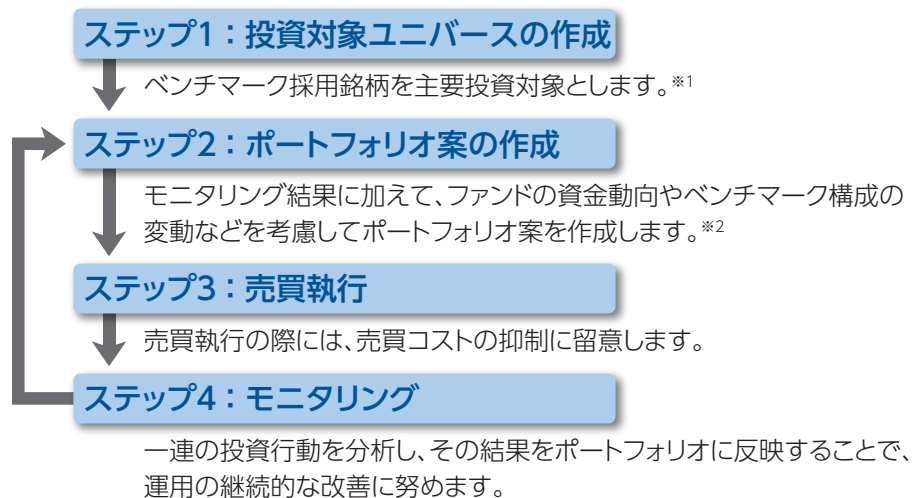 ステップ1：投資対象ユニバースの作成
ベンチマーク採用銘柄を主要投資対象とします。※1
ステップ2：ポートフォリオ案の作成
モニタリング結果に加えて、ファンドの資金動向やベンチマーク構成の
変動などを考慮してポートフォリオ案を作成します。※2
ステップ3：売買執行
売買執行の際には、売買コストの抑制に留意します。
ステップ4：モニタリング
一連の投資行動を分析し、その結果をポートフォリオに反映することで、
運用の継続的な改善に努めます。